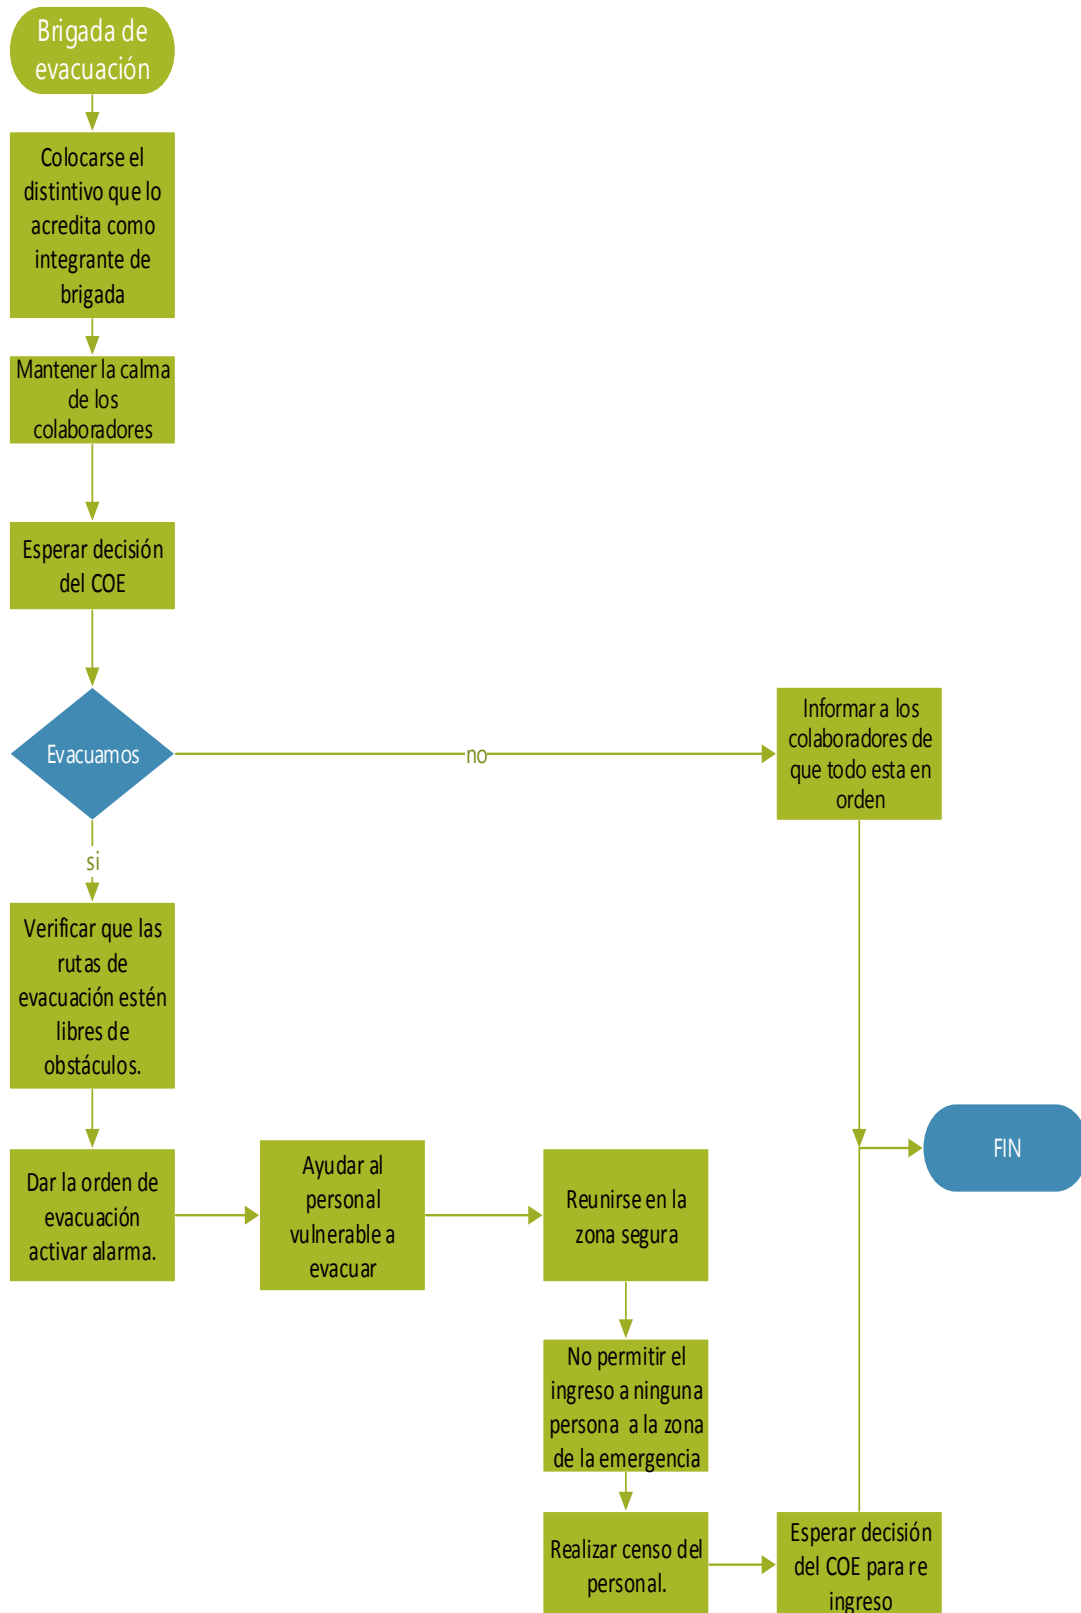 Brigada de
evacuación
Colocarse el
distintivo que lo
acredita como
integrante de
brigada
Mantener la calma
de los
colaboradores
Esperar decisión
del COE
Evacuamos
no
Informar a los
colaboradores de
que todo esta en
orden
si
Verificar que las
rutas de
evacuación estén
libres de
obstáculos.
Dar la orden de
evacuación
activar alarma.
Ayudar al
personal
vulnerable a
evacuar
Reunirse en la
zona segura
FIN
No permitir el
ingreso a ninguna
persona a la zona
de la emergencia
Realizar censo del
personal.
Esperar decisión
del COE para re
ingreso